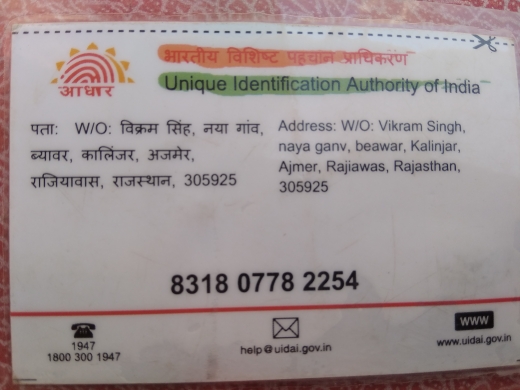 भारतीय विशिष्ट पहचान प्राधिकरण
Unique Identification Authority of India
आधार
पता: W/O: विक्रम सिंह, नया गांव,
ब्यावर, कालिंजर, अजमेर,
राजियावास, राजस्थान, 305925
Address: W/O: Vikram Singh,
naya ganv, beawar, Kalinjar,
Ajmer, Rajiawas, Rajasthan,
305925
8318 0778 2254
1947
1800 300 1947
help@uidai.gov.in
WWW
www.uidai.gov.in